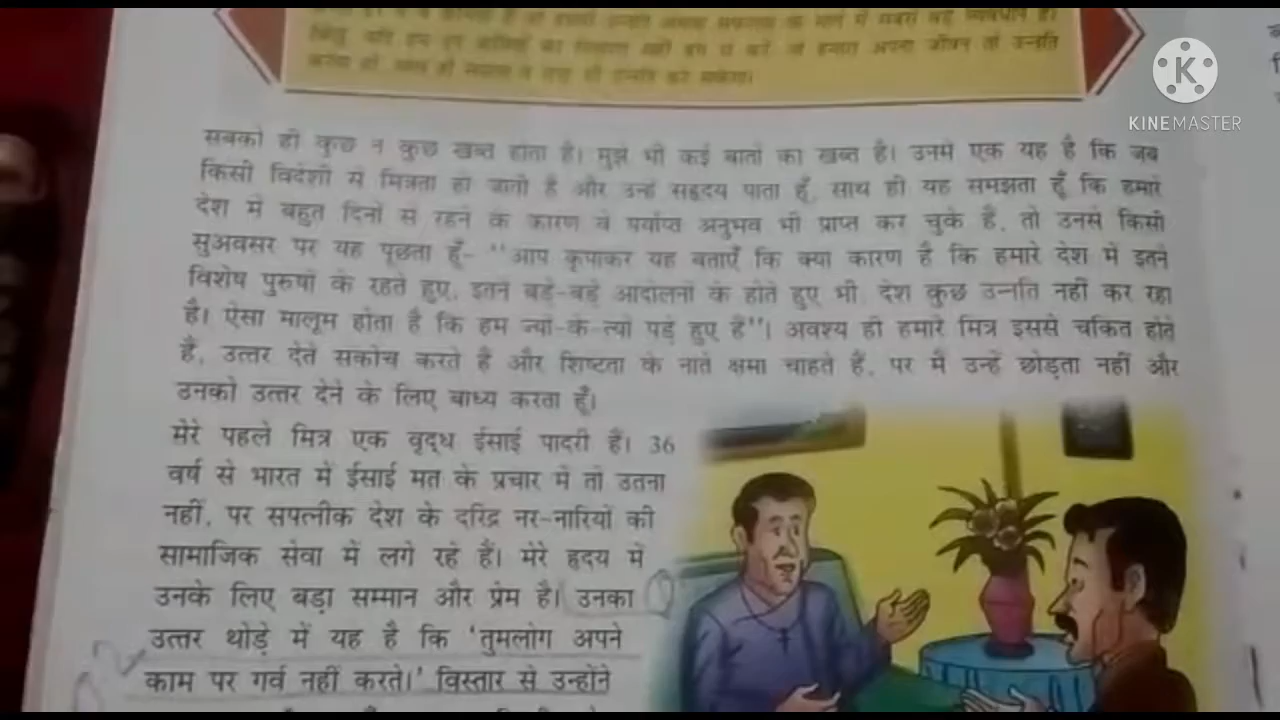 किंतु यदि हम इन कमियों का
सबको ही कुछ न कुछ खब्त होता है। मुझे भी कई बातों का खब्त है। उनमें एक यह है कि जब
किसी विदेशी से मित्रता हो जाती है और उन्हें सहृदय पाता हूँ, साथ ही यह समझता हूँ कि हमारे
देश में बहुत दिनों से रहने के कारण वे पर्याप्त अनुभव भी प्राप्त कर चुके हैं, तो उनसे किसी
सुअवसर पर यह पूछता हूँ- "आप कृपाकर यह बताएँ कि क्या कारण है कि हमारे देश में इतने
विशेष पुरुषों के रहते हुए, इतने बड़े-बड़े आंदोलनों के होते हुए भी, देश कुछ उन्नति नहीं कर रहा
है। ऐसा मालूम होता है कि हम ज्यों-के-त्यों पड़े हुए हैं"। अवश्य ही हमारे मित्र इससे चकित होते
हैं, उत्तर देते संकोच करते हैं और शिष्टता के नाते क्षमा चाहते हैं, पर मैं उन्हें छोड़ता नहीं और
उनको उत्तर देने के लिए बाध्य करता हूँ।
मेरे पहले मित्र एक वृद्ध ईसाई पादरी हैं। 36
वर्ष से भारत में ईसाई मत के प्रचार में तो उतना
नहीं, पर सपत्नीक देश के दरिद्र नर-नारियों की
सामाजिक सेवा में लगे रहे हैं। मेरे हृदय में
उनके लिए बड़ा सम्मान और प्रेम है। उनका
उत्तर थोड़े में यह है कि 'तुमलोग अपने
काम पर गर्व नहीं करते।' विस्तार से उन्होंने
K
KINEMASTER